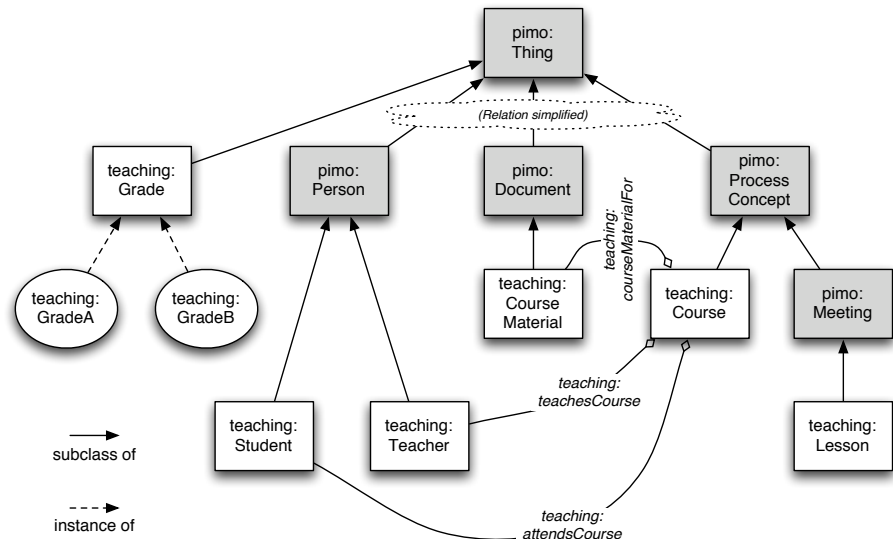 pimo:
Thing
(Relation simplified)
teaching:
Grade
pimo:
Person
pimo:
Document
pimo:
Process
Concept
teaching:
courseMaterialFor
teaching:
GradeA
teaching:
GradeB
teaching:
Course
Material
teaching:
Course
pimo:
Meeting
teaching:
teachesCourse
teaching:
Student
teaching:
Teacher
teaching:
Lesson
subclass of
instance of
teaching:
attendsCourse